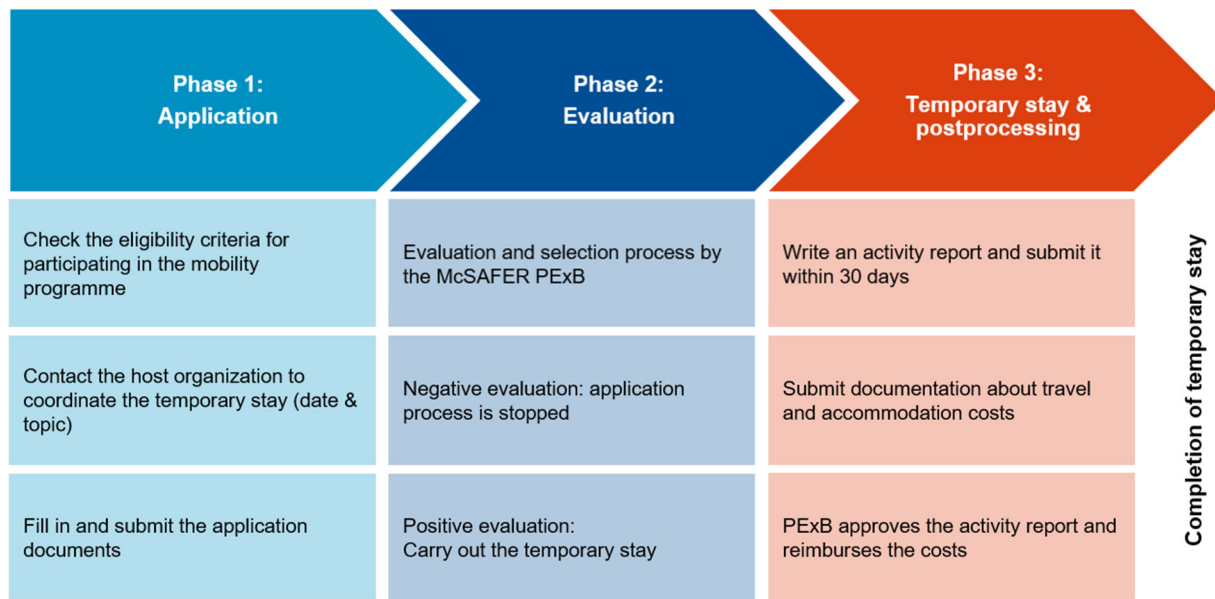 Phase 1:
Application
Phase 2:
Evaluation
Phase 3:
Temporary stay &
postprocessing
Check the eligibility criteria for
participating in the mobility
programme
Evaluation and selection process by
the McSAFER PExB
Write an activity report and submit it
within 30 days
Contact the host organization to
coordinate the temporary stay (date &
topic)
Negative evaluation: application
process is stopped
Submit documentation about travel
and accommodation costs
Fill in and submit the application
documents
Positive evaluation:
Carry out the temporary stay
PExB approves the activity report and
reimburses the costs
Completion of temporary stay